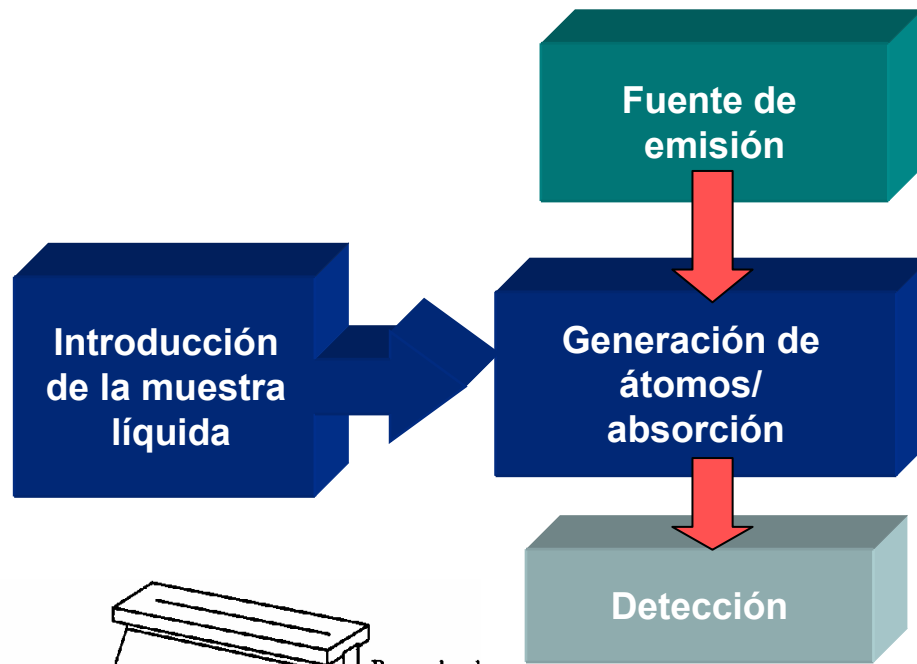 Fuente de
emisión
Introducción
de la muestra
líquida
Generación de
átomos/
absorción
Detección